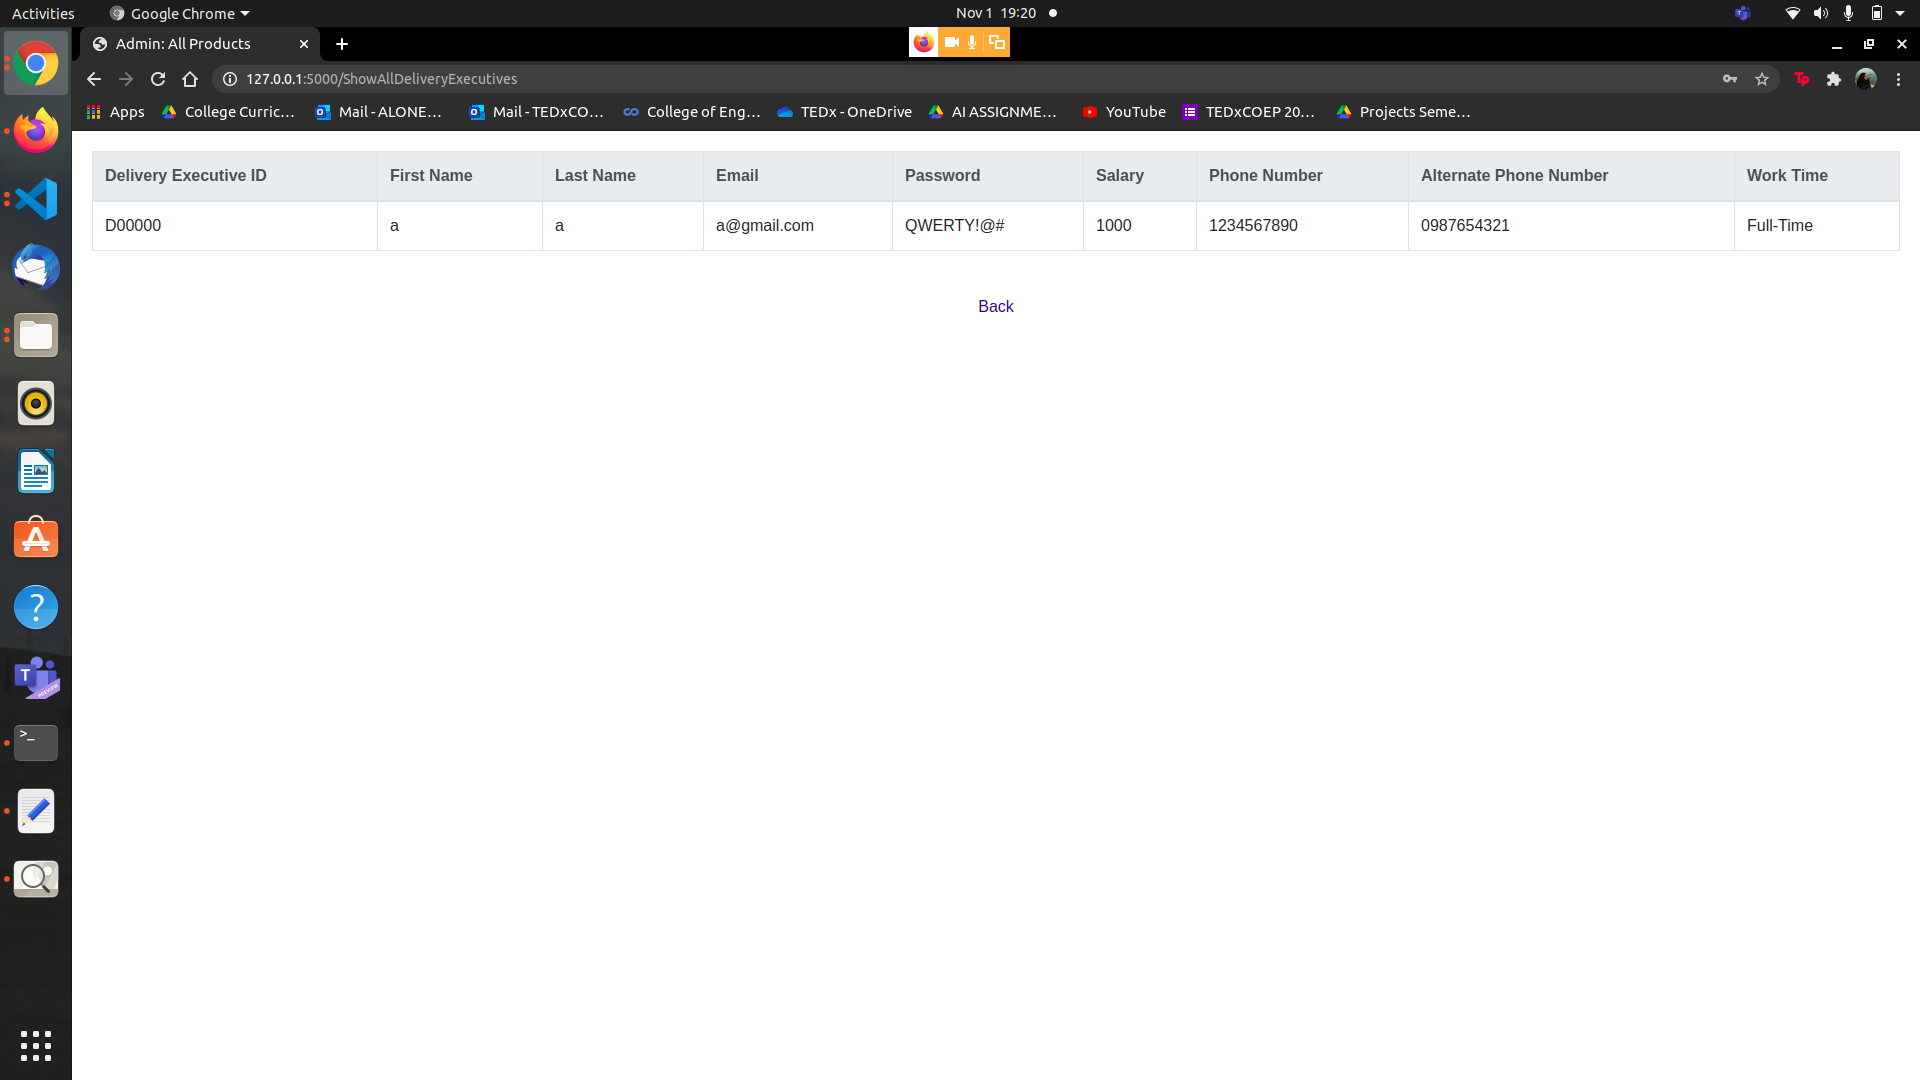 Activities Google Chrome Nov 1 19:20
Admin: All Products
127.0.0.1:5000/ShowAllDeliveryExecutives
Apps College Curric... Mail - ALONE... Mail - TEDxCO... College of Eng... TEDx - OneDrive AI ASSIGNME... YouTube TEDxCOEP 20... Projects Seme...
Delivery Executive ID First Name Last Name Email Password Salary Phone Number Alternate Phone Number Work Time
D00000 a a a@gmail.com QWERTY!@# 1000 1234567890 0987654321 Full-Time
Back